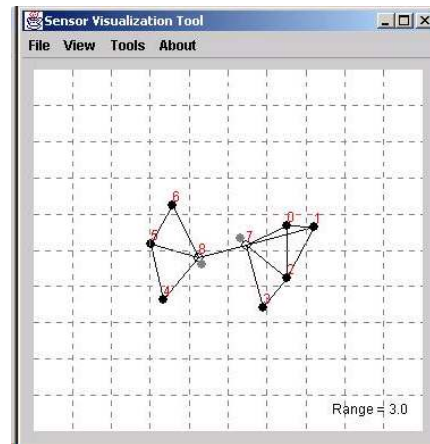 Sensor Visualization Tool
File View Tools About
6
0 1
5 7
8
2
4
3
Range = 3.0